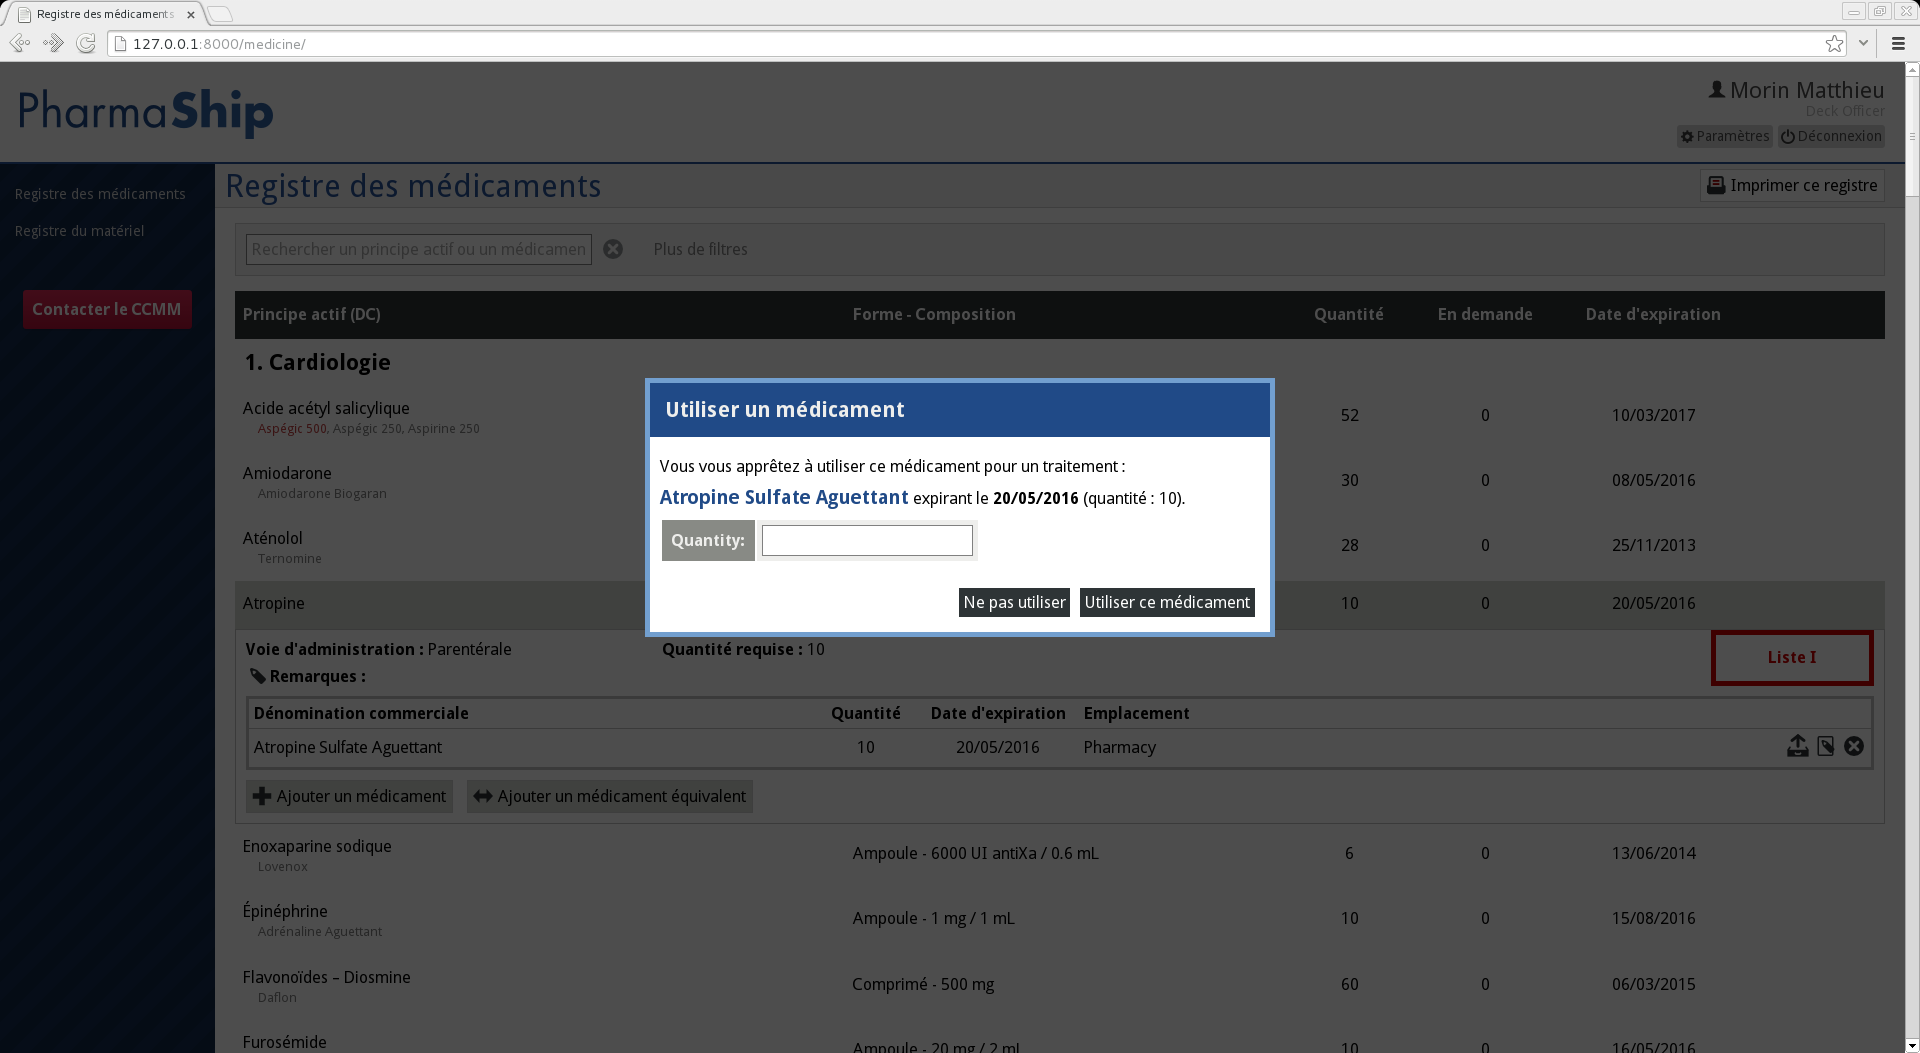 Registre des médicaments
127.0.0.1:8000/medicine/
PharmaShip
Morin Matthieu
Deck Officer
Paramètres Déconnexion
Registre des médicaments
Registre du matériel
Contacter le CCMM
Registre des médicaments
Imprimer ce registre
Rechercher un principe actif ou un médicamen
Plus de filtres
Principe actif (DC) Forme - Composition Quantité En demande Date d'expiration
1. Cardiologie
Acide acétyl salicylique 52 0 10/03/2017
Aspégic 500, Aspégic 250, Aspirine 250
Amiodarone 30 0 08/05/2016
Amiodarone Biogaran
Aténolol 28 0 25/11/2013
Ternomine
Atropine 10 0 20/05/2016
Utiliser un médicament
Vous vous apprêtez à utiliser ce médicament pour un traitement :
Atropine Sulfate Aguettant expirant le 20/05/2016 (quantité : 10).
Quantity:
Ne pas utiliser Utiliser ce médicament
Voie d'administration : Parentérale Quantité requise : 10
Liste I
Remarques :
Dénomination commerciale Quantité Date d'expiration Emplacement
Atropine Sulfate Aguettant 10 20/05/2016 Pharmacy
Ajouter un médicament Ajouter un médicament équivalent
Enoxaparine sodique Ampoule - 6000 UI antiXa / 0.6 mL 6 0 13/06/2014
Lovenox
Épinéphrine Ampoule - 1 mg / 1 mL 10 0 15/08/2016
Adrénaline Aguettant
Flavonoïdes – Diosmine Comprimé - 500 mg 60 0 06/03/2015
Daflon
Furosémide Ampoule - 20 mg / 2 mL 10 0 16/05/2016